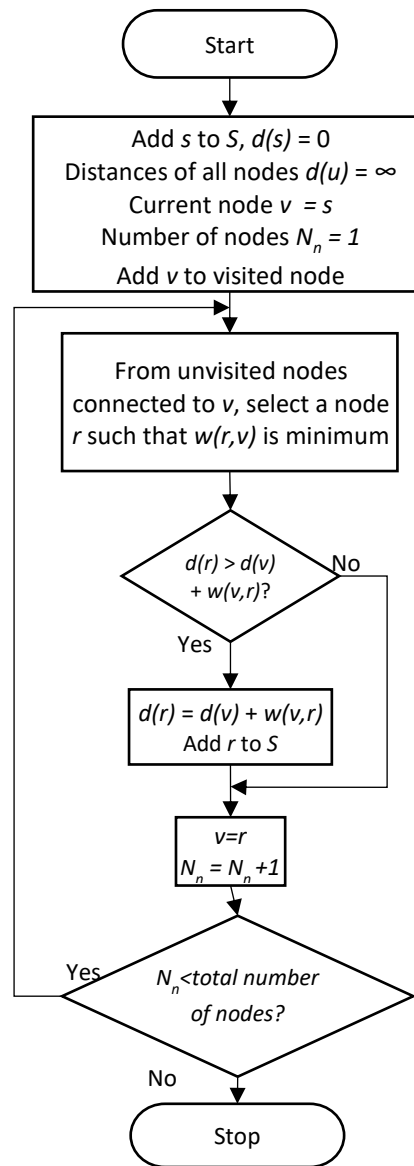 Start
Add s to S, d(s) = 0
Distances of all nodes d(u) = ∞
Current node v = s
Number of nodes Nₙ = 1
Add v to visited node
From unvisited nodes
connected to v, select a node
r such that w(r,v) is minimum
d(r) > d(v)
+ w(v,r)?
No
Yes
d(r) = d(v) + w(v,r)
Add r to S
v=r
Nₙ = Nₙ +1
Yes
Nₙ<total number
of nodes?
No
Stop